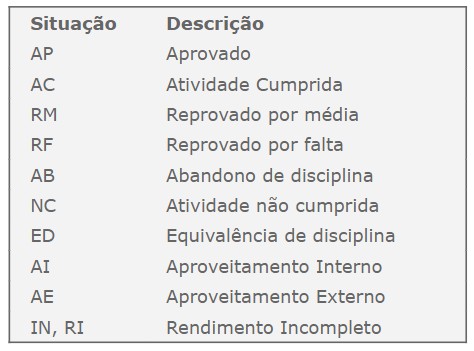 Situação Descrição
AP Aprovado
AC Atividade Cumprida
RM Reprovado por média
RF Reprovado por falta
AB Abandono de disciplina
NC Atividade não cumprida
ED Equivalência de disciplina
AI Aproveitamento Interno
AE Aproveitamento Externo
IN, RI Rendimento Incompleto